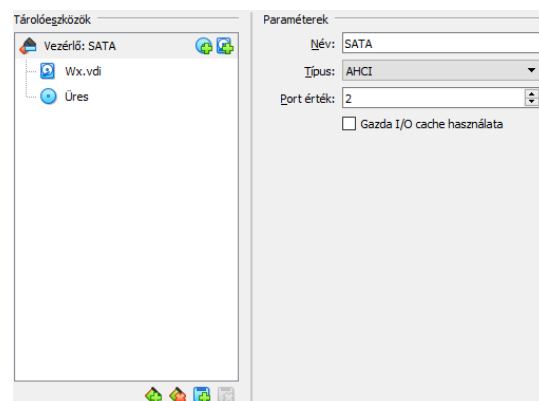 Tárolóeszközök
Vezérlő: SATA
Wx.vdi
Üres
Paraméterek
Név: SATA
Típus: AHCI
Port érték: 2
Gazda I/O cache használata